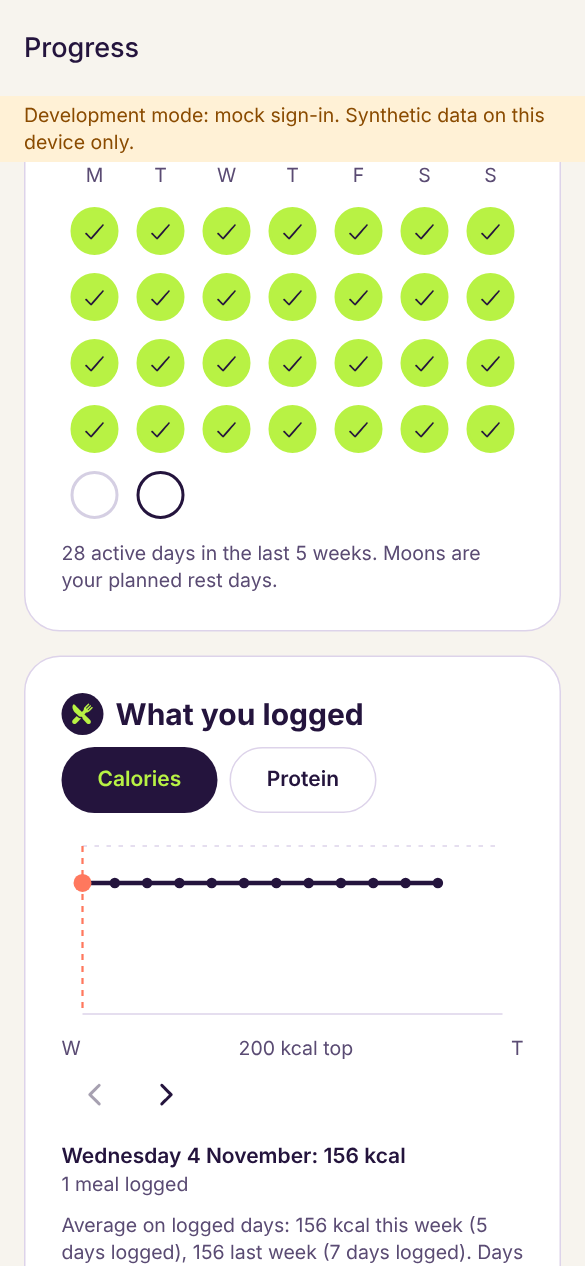 Progress
Development mode: mock sign-in. Synthetic data on this
device only.
M T W T F S S
28 active days in the last 5 weeks. Moons are
your planned rest days.
What you logged
Calories Protein
W 200 kcal top T
Wednesday 4 November: 156 kcal
1 meal logged
Average on logged days: 156 kcal this week (5
days logged), 156 last week (7 days logged). Days